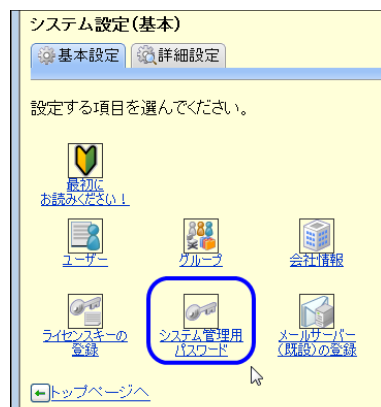 システム設定(基本)
基本設定 詳細設定
設定する項目を選んでください。
最初に
お読みください！
ユーザー グループ 会社情報
ライセンスキーの
登録
システム管理用
パスワード
メールサーバー
(既設)の登録
トップページへ